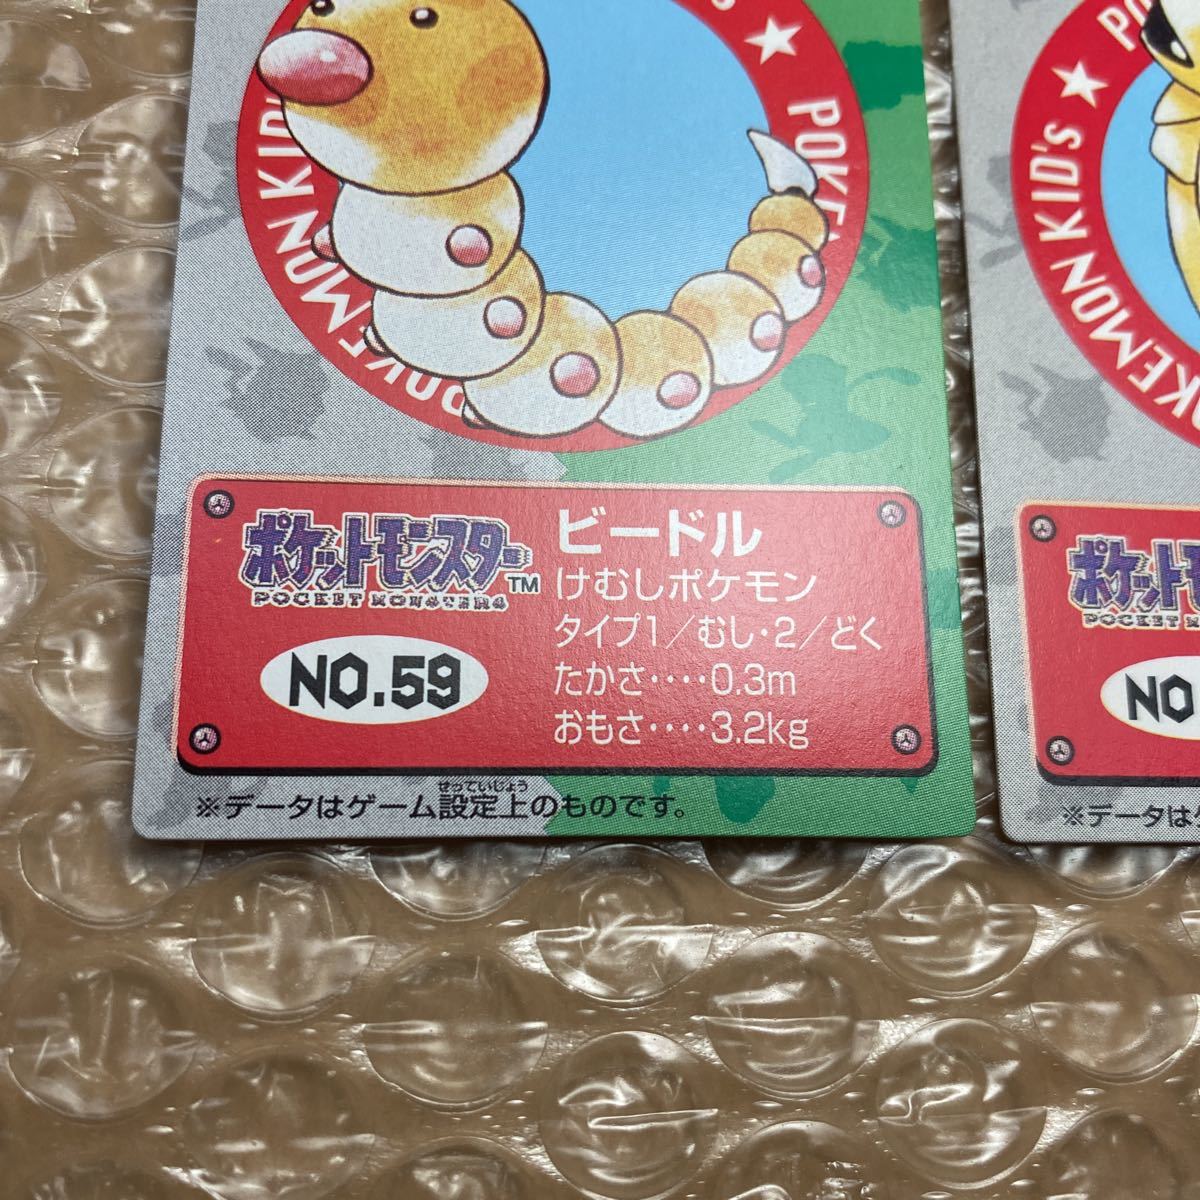 POKEMON KID's ★ POKEM
ポケットモンスター™
POCKET MONSTERS
NO.59
ビードル
けむしポケモン
タイプ1／むし・2／どく
たかさ‥‥0.3m
おもさ‥‥3.2kg
せっていじょう
※データはゲーム設定上のものです。
POKEMON KID's ★ PO
ポケットモ
POCKET M
NO
※データは